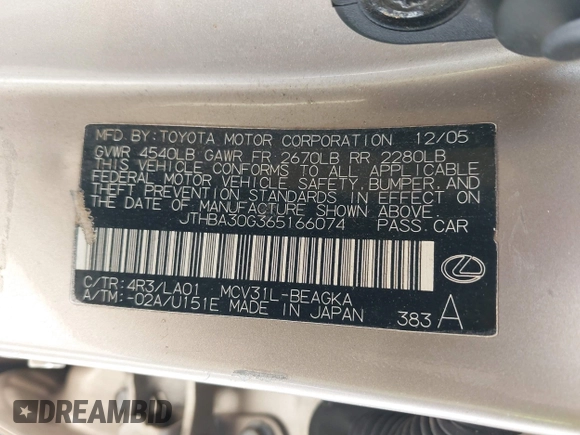 MFD. BY: TOYOTA MOTOR CORPORATION 12/05
GVWR 4540LB GAWR FR 2670LB RR 2280LB
THIS VEHICLE CONFORMS TO ALL APPLICABLE
FEDERAL MOTOR VEHICLE SAFETY, BUMPER, AND
THEFT PREVENTION STANDARDS IN EFFECT ON
THE DATE OF MANUFACTURE SHOWN ABOVE.
JTHBA30G365166074 PASS. CAR
C/TR: 4R3/LA01 MCV31L-BEAGKA
A/TM: -02A/U151E MADE IN JAPAN
383 A
DREAMBID